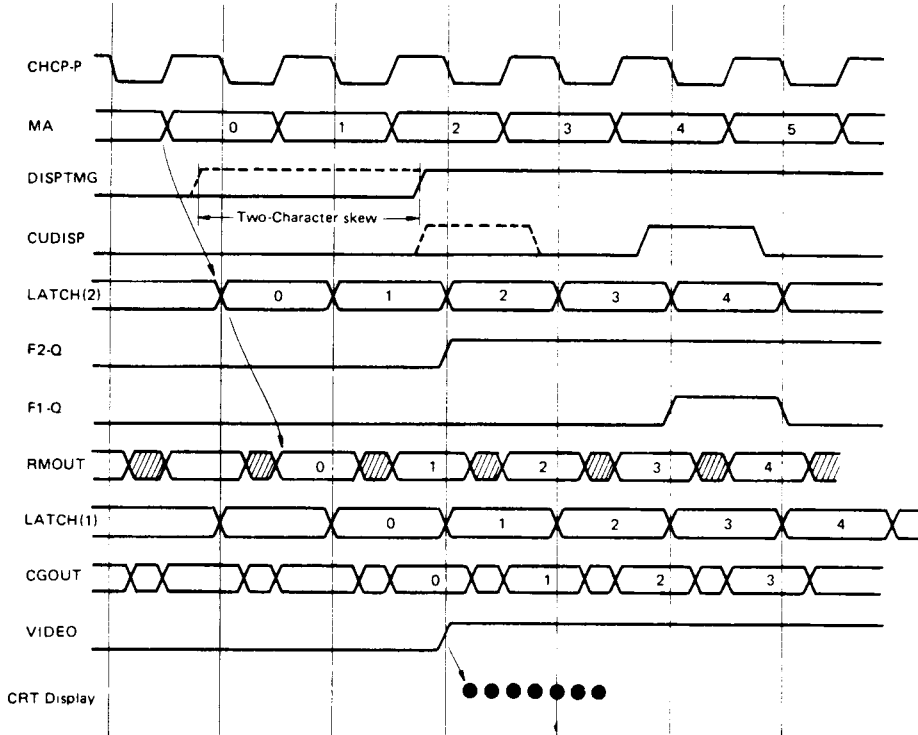 CHCP-P
MA 0 1 2 3 4 5
DISPTMG
Two-Character skew
CUDISP
LATCH(2) 0 1 2 3 4
F2-Q
F1-Q
RMOUT 0 1 2 3 4
LATCH(1) 0 1 2 3 4
CGOUT 0 1 2 3
VIDEO
CRT Display